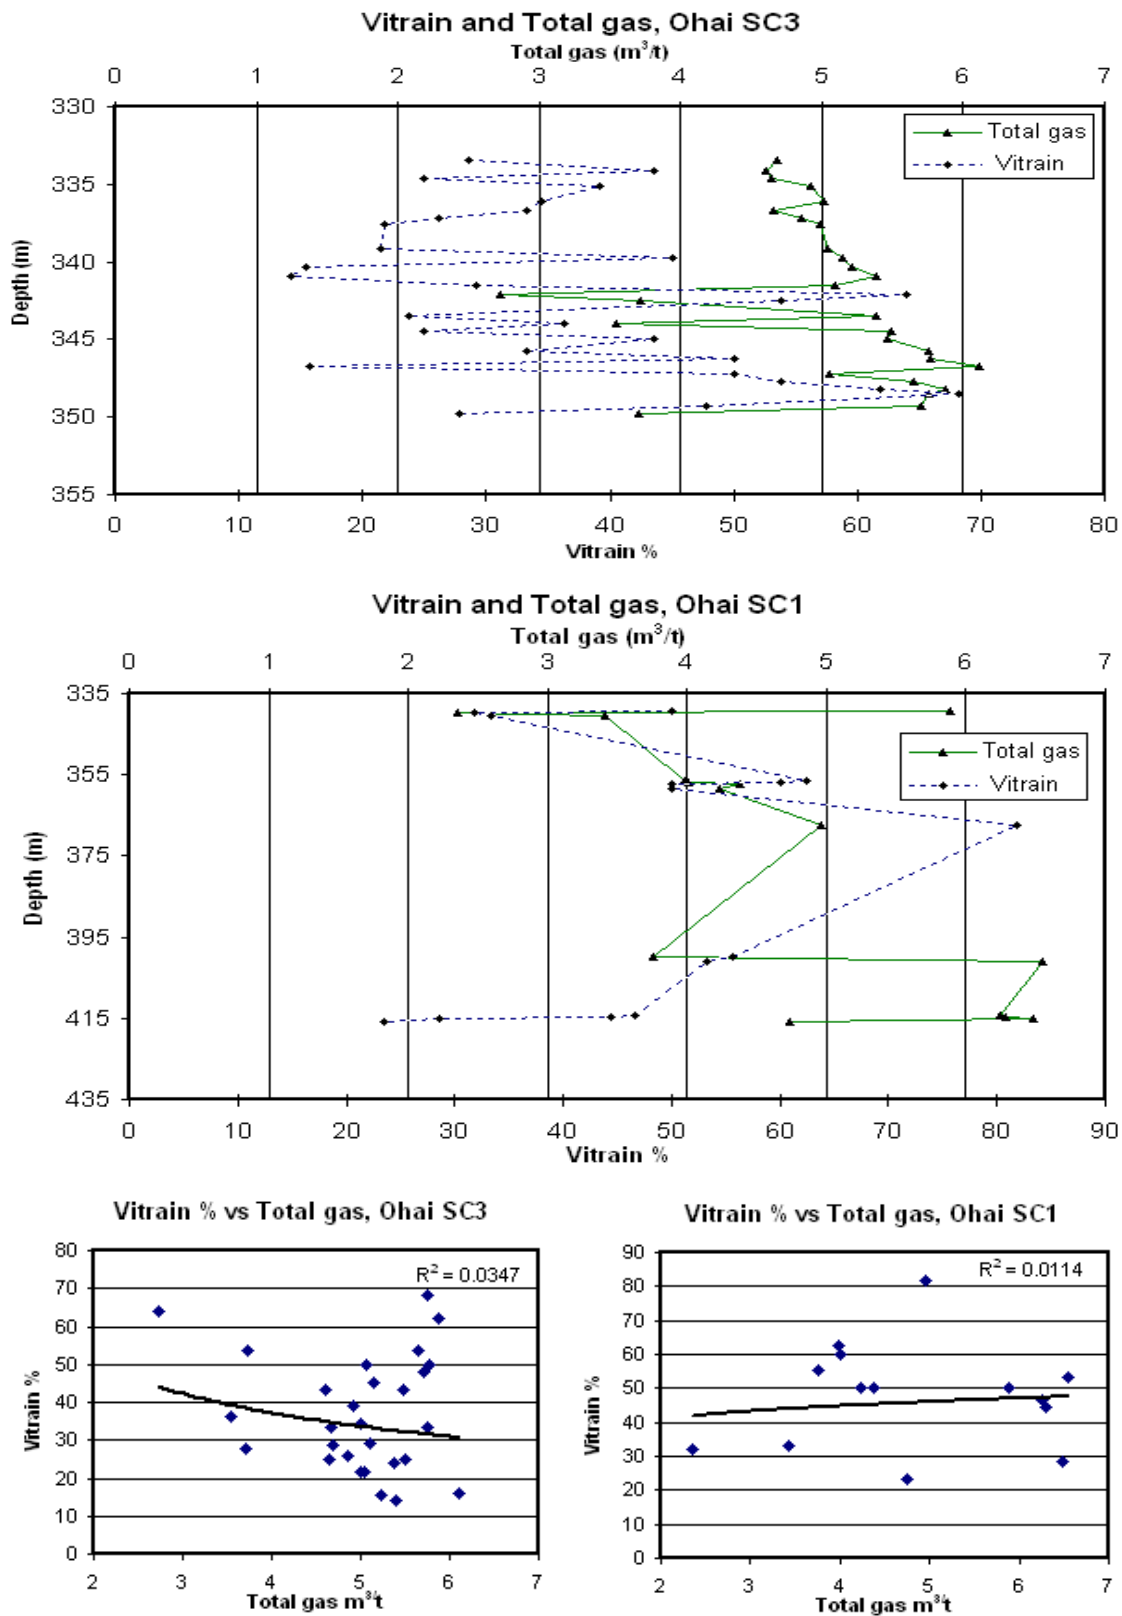 Vitrain and Total gas, Ohai SC3
Total gas (m³/t)
0 1 2 3 4 5 6 7
330
335
340
345
350
355
Depth (m)
Total gas
Vitrain
0 10 20 30 40 50 60 70 80
Vitrain %
Vitrain and Total gas, Ohai SC1
Total gas (m³/t)
0 1 2 3 4 5 6 7
335
355
375
395
415
435
Depth (m)
Total gas
Vitrain
0 10 20 30 40 50 60 70 80 90
Vitrain %
Vitrain % vs Total gas, Ohai SC3
R² = 0.0347
80
70
60
50
40
30
20
10
0
Vitrain %
2 3 4 5 6 7
Total gas m³/t
Vitrain % vs Total gas, Ohai SC1
R² = 0.0114
90
80
70
60
50
40
30
20
10
0
Vitrain %
2 3 4 5 6 7
Total gas m³/t